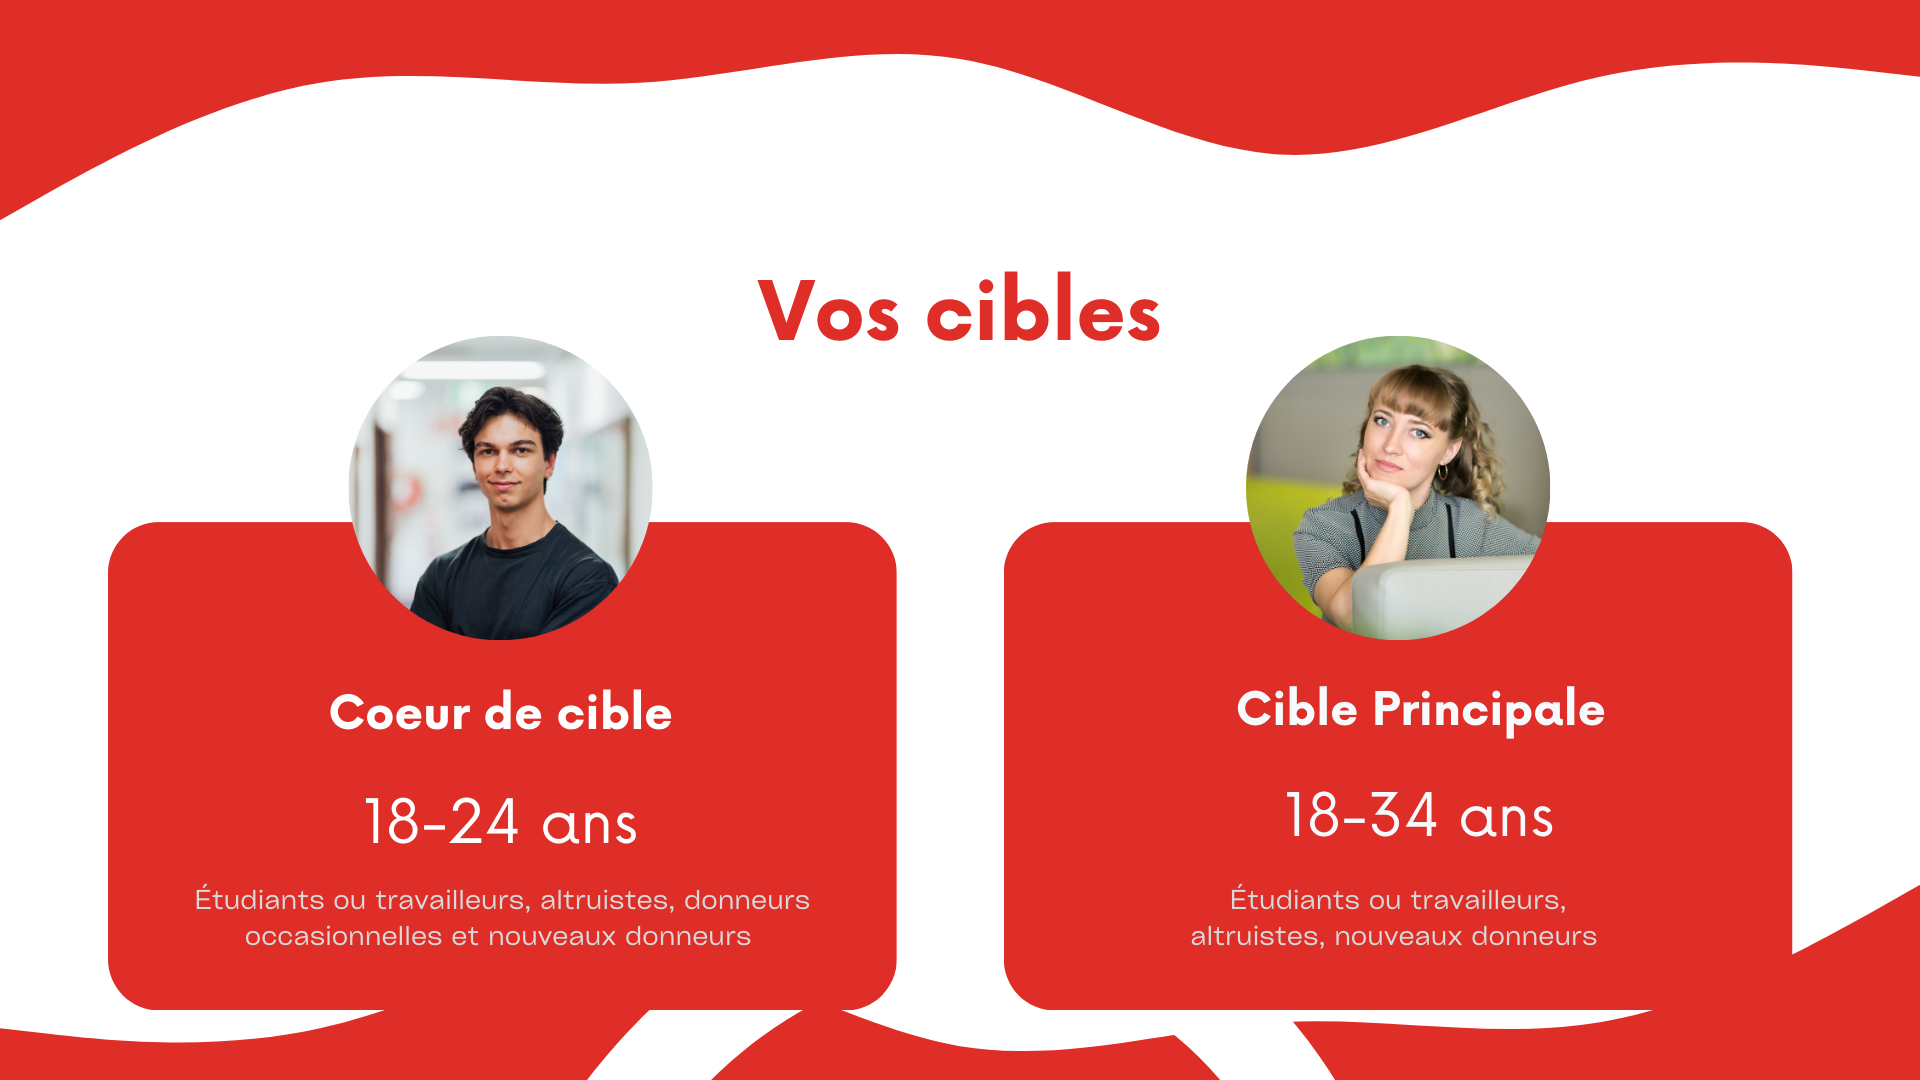 Vos cibles
Coeur de cible
18-24 ans
Étudiants ou travailleurs, altruistes, donneurs
occasionnelles et nouveaux donneurs
Cible Principale
18-34 ans
Étudiants ou travailleurs,
altruistes, nouveaux donneurs